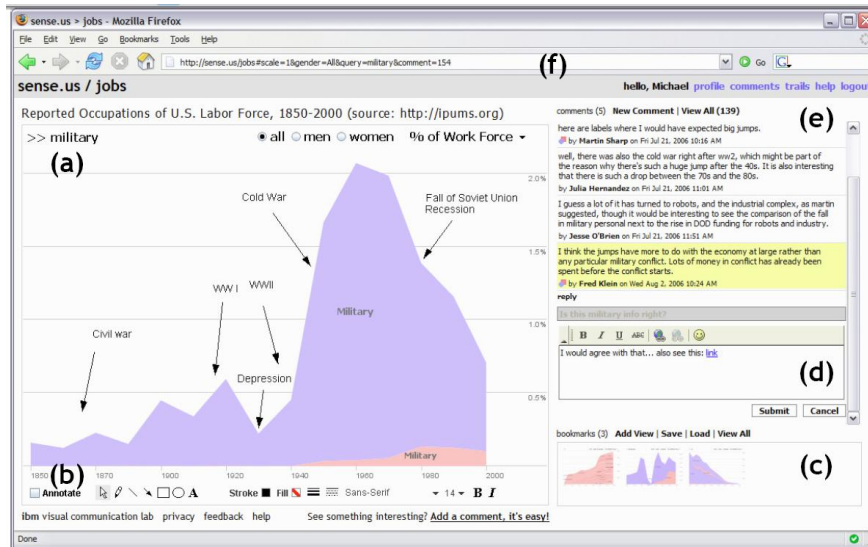 sense.us > jobs - Mozilla Firefox
File Edit View Go Bookmarks Tools Help
http://sense.us/jobs#scale=1&gender=All&query=military&comment=154
Go
(f)
sense.us / jobs
hello, Michael profile comments trails help logout
Reported Occupations of U.S. Labor Force, 1850-2000 (source: http://ipums.org)
>> military
all men women % of Work Force
(a)
2.0%
Cold War
Fall of Soviet Union
Recession
1.5%
WW I
WWII
Military
1.0%
Civil war
Depression
0.5%
Military
1850 1870 1900 1920 1940 1960 1980 2000
(b)
Annotate
A
Stroke Fill Sans-Serif 14 B I
ibm visual communication lab privacy feedback help See something interesting? Add a comment, it's easy!
Done
comments (5) New Comment | View All (139)
(e)
here are labels where I would have expected big jumps.
by Martin Sharp on Fri Jul 21, 2006 10:16 AM
well, there was also the cold war right after ww2, which might be part of
the reason why there's such a huge jump after the 40s. It is also interesting
that there is such a drop between the 70s and the 80s.
by Julia Hernandez on Fri Jul 21, 2006 11:01 AM
I guess a lot of it has turned to robots, and the industrial complex, as martin
suggested, though it would be interesting to see the comparison of the fall
in military personal next to the rise in DOD funding for robots and industry.
by Jesse O'Brien on Fri Jul 21, 2006 11:51 AM
I think the jumps have more to do with the economy at large rather than
any particular military conflict. Lots of money in conflict has already been
spent before the conflict starts.
by Fred Klein on Wed Aug 2, 2006 10:24 AM
reply
Is this military info right?
B I U ABC
I would agree with that... also see this: link
(d)
Submit Cancel
bookmarks (3) Add View | Save | Load | View All
(c)